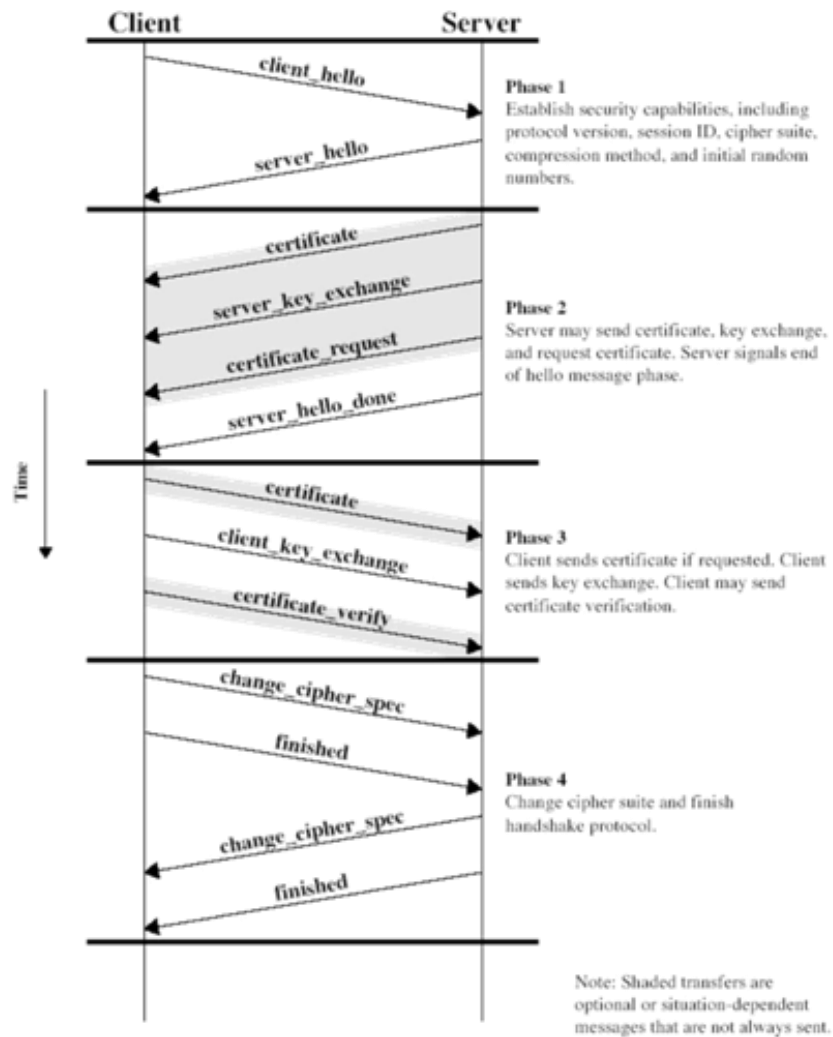 Client Server
client_hello
Phase 1
Establish security capabilities, including
protocol version, session ID, cipher suite,
compression method, and initial random
numbers.
server_hello
certificate
server_key_exchange
Phase 2
Server may send certificate, key exchange,
and request certificate. Server signals end
of hello message phase.
certificate_request
server_hello_done
Time
certificate
client_key_exchange
Phase 3
Client sends certificate if requested. Client
sends key exchange. Client may send
certificate verification.
certificate_verify
change_cipher_spec
finished
Phase 4
Change cipher suite and finish
handshake protocol.
change_cipher_spec
finished
Note: Shaded transfers are
optional or situation-dependent
messages that are not always sent.